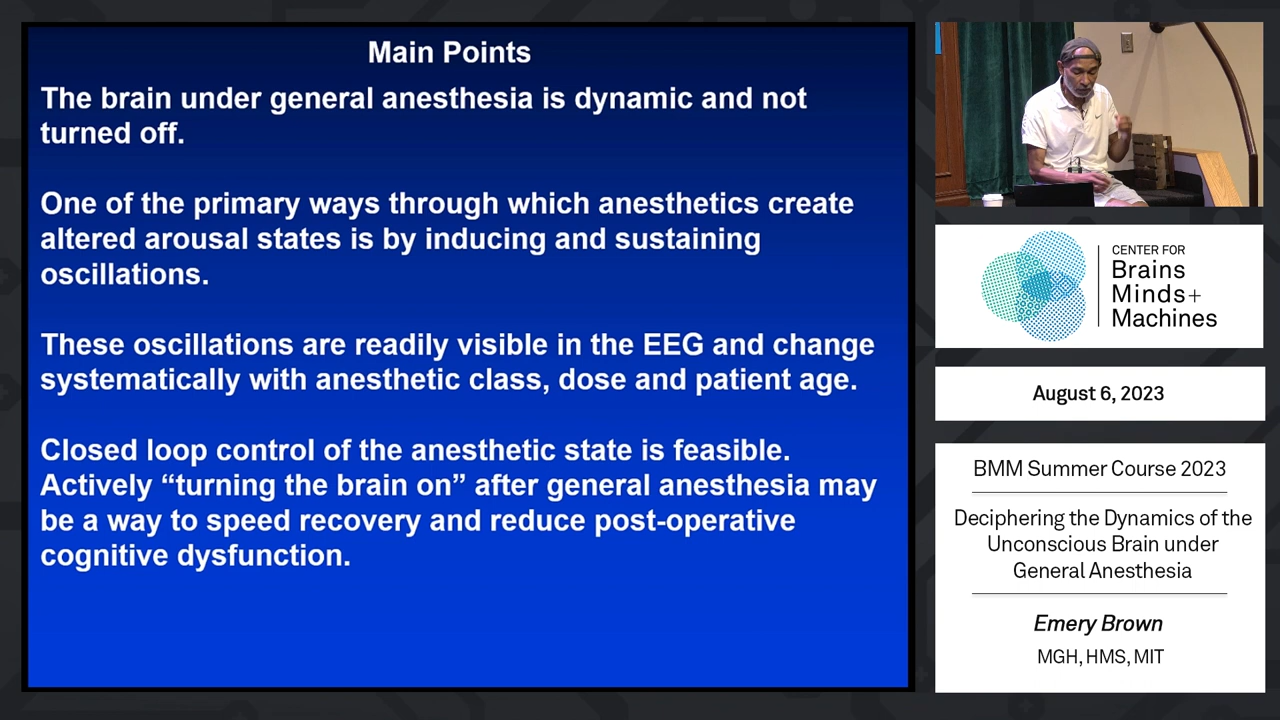 Main Points
The brain under general anesthesia is dynamic and not
turned off.
One of the primary ways through which anesthetics create
altered arousal states is by inducing and sustaining
oscillations.
These oscillations are readily visible in the EEG and change
systematically with anesthetic class, dose and patient age.
Closed loop control of the anesthetic state is feasible.
Actively “turning the brain on” after general anesthesia may
be a way to speed recovery and reduce post-operative
cognitive dysfunction.
CENTER FOR
Brains
Minds+
Machines
August 6, 2023
BMM Summer Course 2023
Deciphering the Dynamics of the
Unconscious Brain under
General Anesthesia
Emery Brown
MGH, HMS, MIT